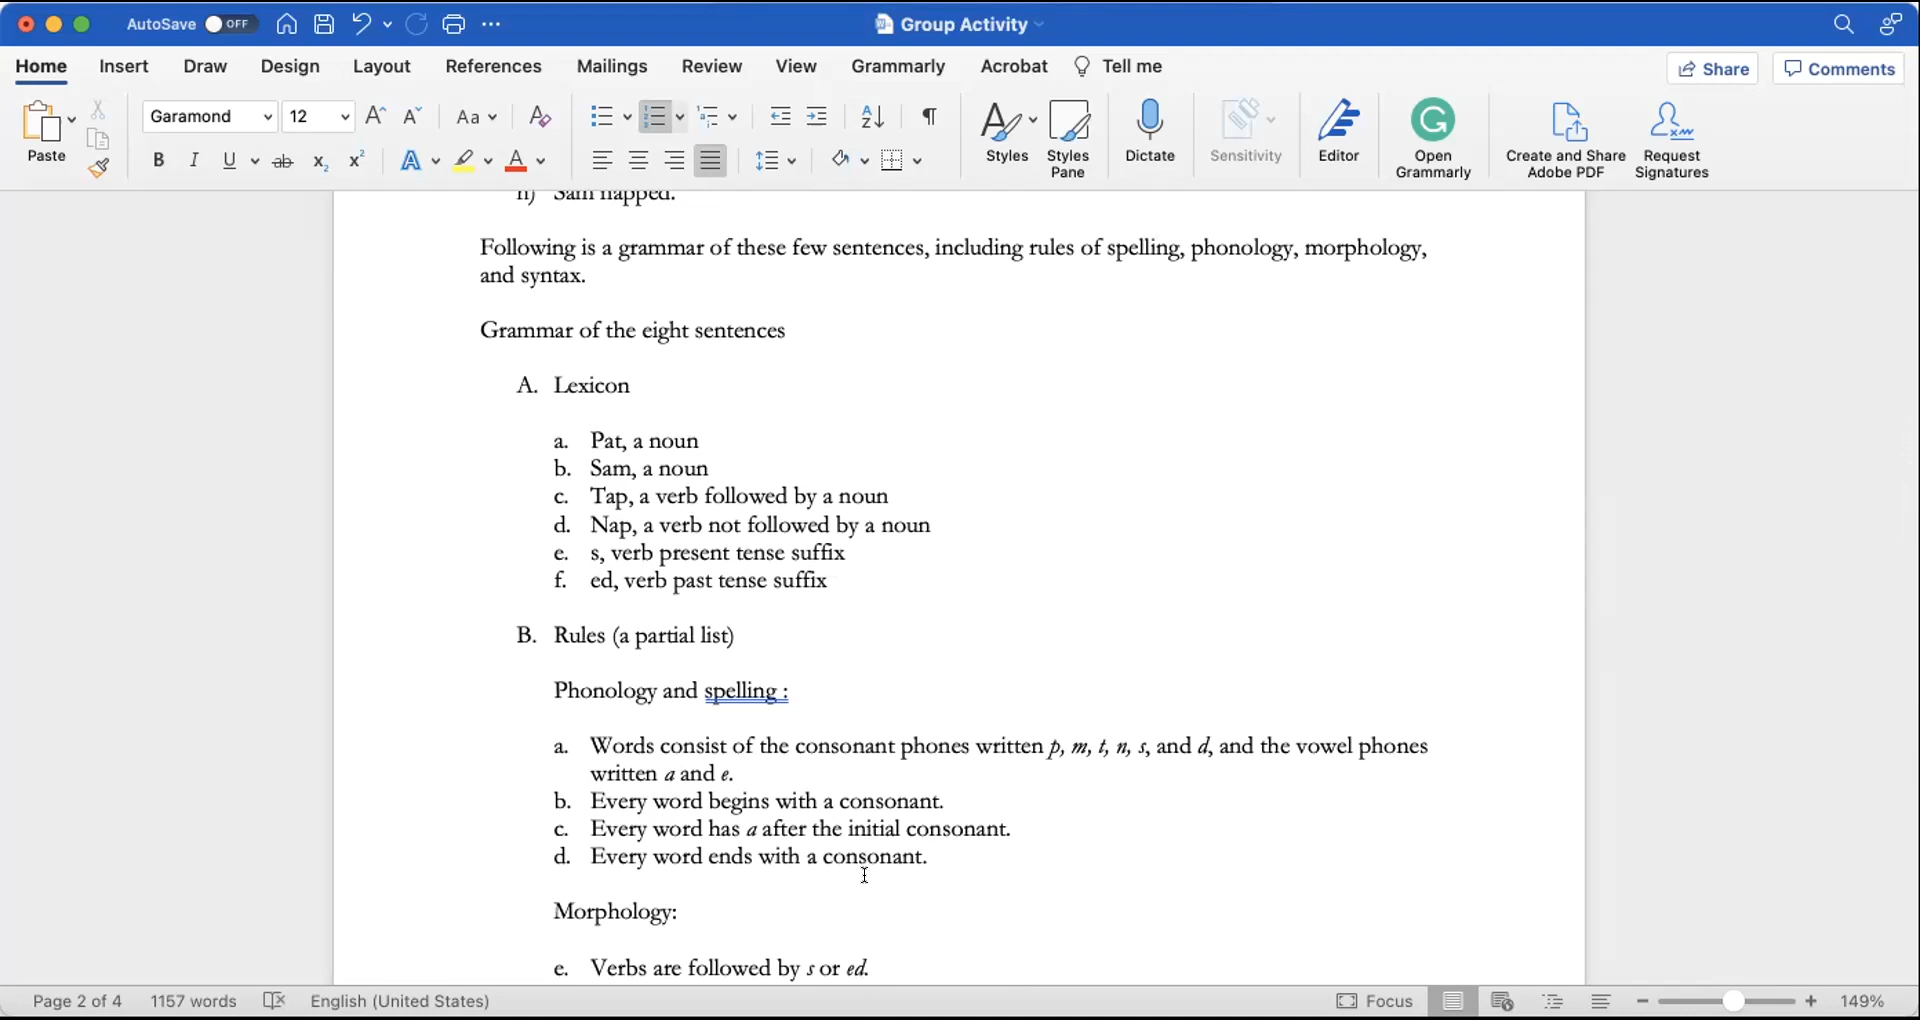 AutoSave OFF Group Activity
Home Insert Draw Design Layout References Mailings Review View Grammarly Acrobat Tell me Share Comments
Paste Garamond 12 Aa Styles Styles Pane Dictate Sensitivity Editor Open Grammarly Create and Share Adobe PDF Request Signatures
h) Sam napped.
Following is a grammar of these few sentences, including rules of spelling, phonology, morphology,
and syntax.
Grammar of the eight sentences
A. Lexicon
a. Pat, a noun
b. Sam, a noun
c. Tap, a verb followed by a noun
d. Nap, a verb not followed by a noun
e. s, verb present tense suffix
f. ed, verb past tense suffix
B. Rules (a partial list)
Phonology and spelling :
a. Words consist of the consonant phones written p, m, t, n, s, and d, and the vowel phones
written a and e.
b. Every word begins with a consonant.
c. Every word has a after the initial consonant.
d. Every word ends with a consonant.
Morphology:
e. Verbs are followed by s or ed.
Page 2 of 4 1157 words English (United States) Focus 149%